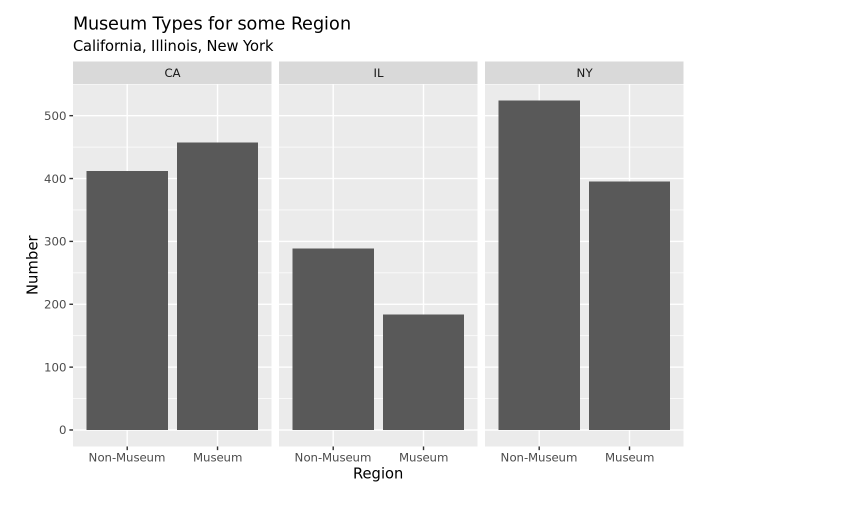 Museum Types for some Region
California, Illinois, New York
CA IL NY
500
400
300
200
100
0
Number
Non-Museum Museum Non-Museum Museum Non-Museum Museum
Region